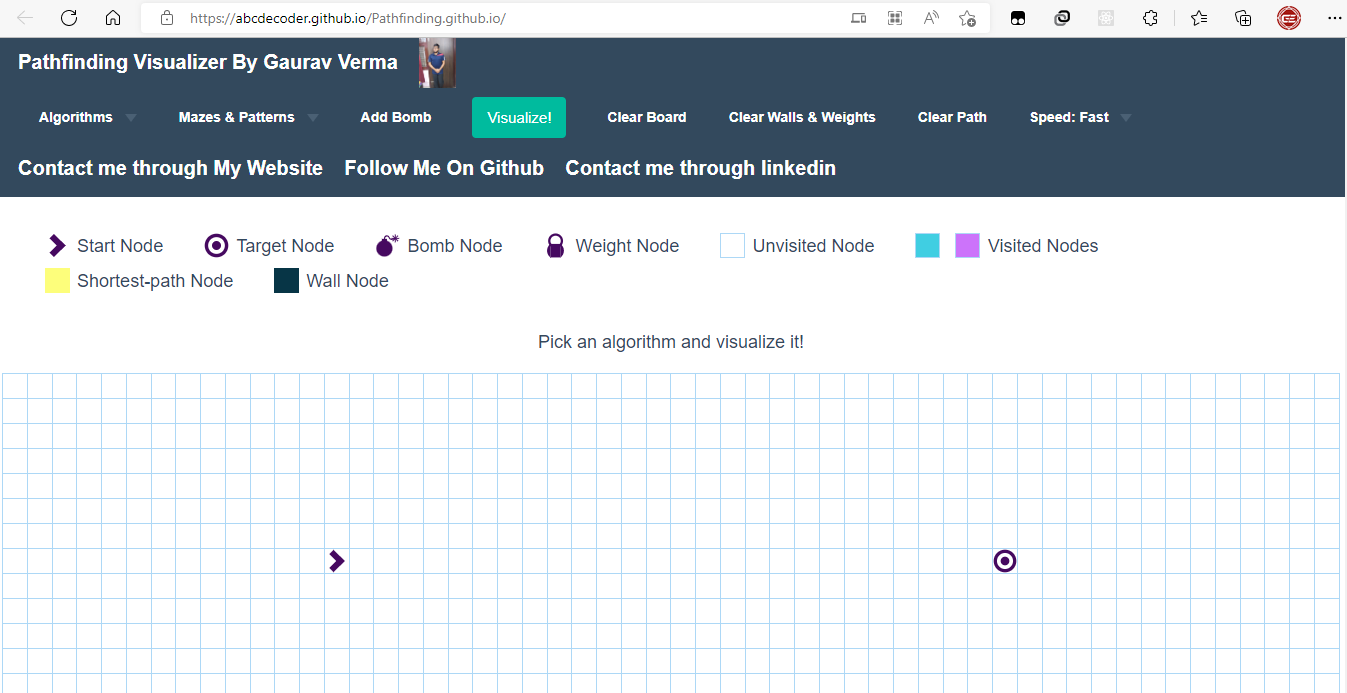 https://abcdecoder.github.io/Pathfinding.github.io/
Pathfinding Visualizer By Gaurav Verma
Algorithms Mazes & Patterns Add Bomb Visualize! Clear Board Clear Walls & Weights Clear Path Speed: Fast
Contact me through My Website Follow Me On Github Contact me through linkedin
Start Node Target Node Bomb Node Weight Node Unvisited Node Visited Nodes
Shortest-path Node Wall Node
Pick an algorithm and visualize it!